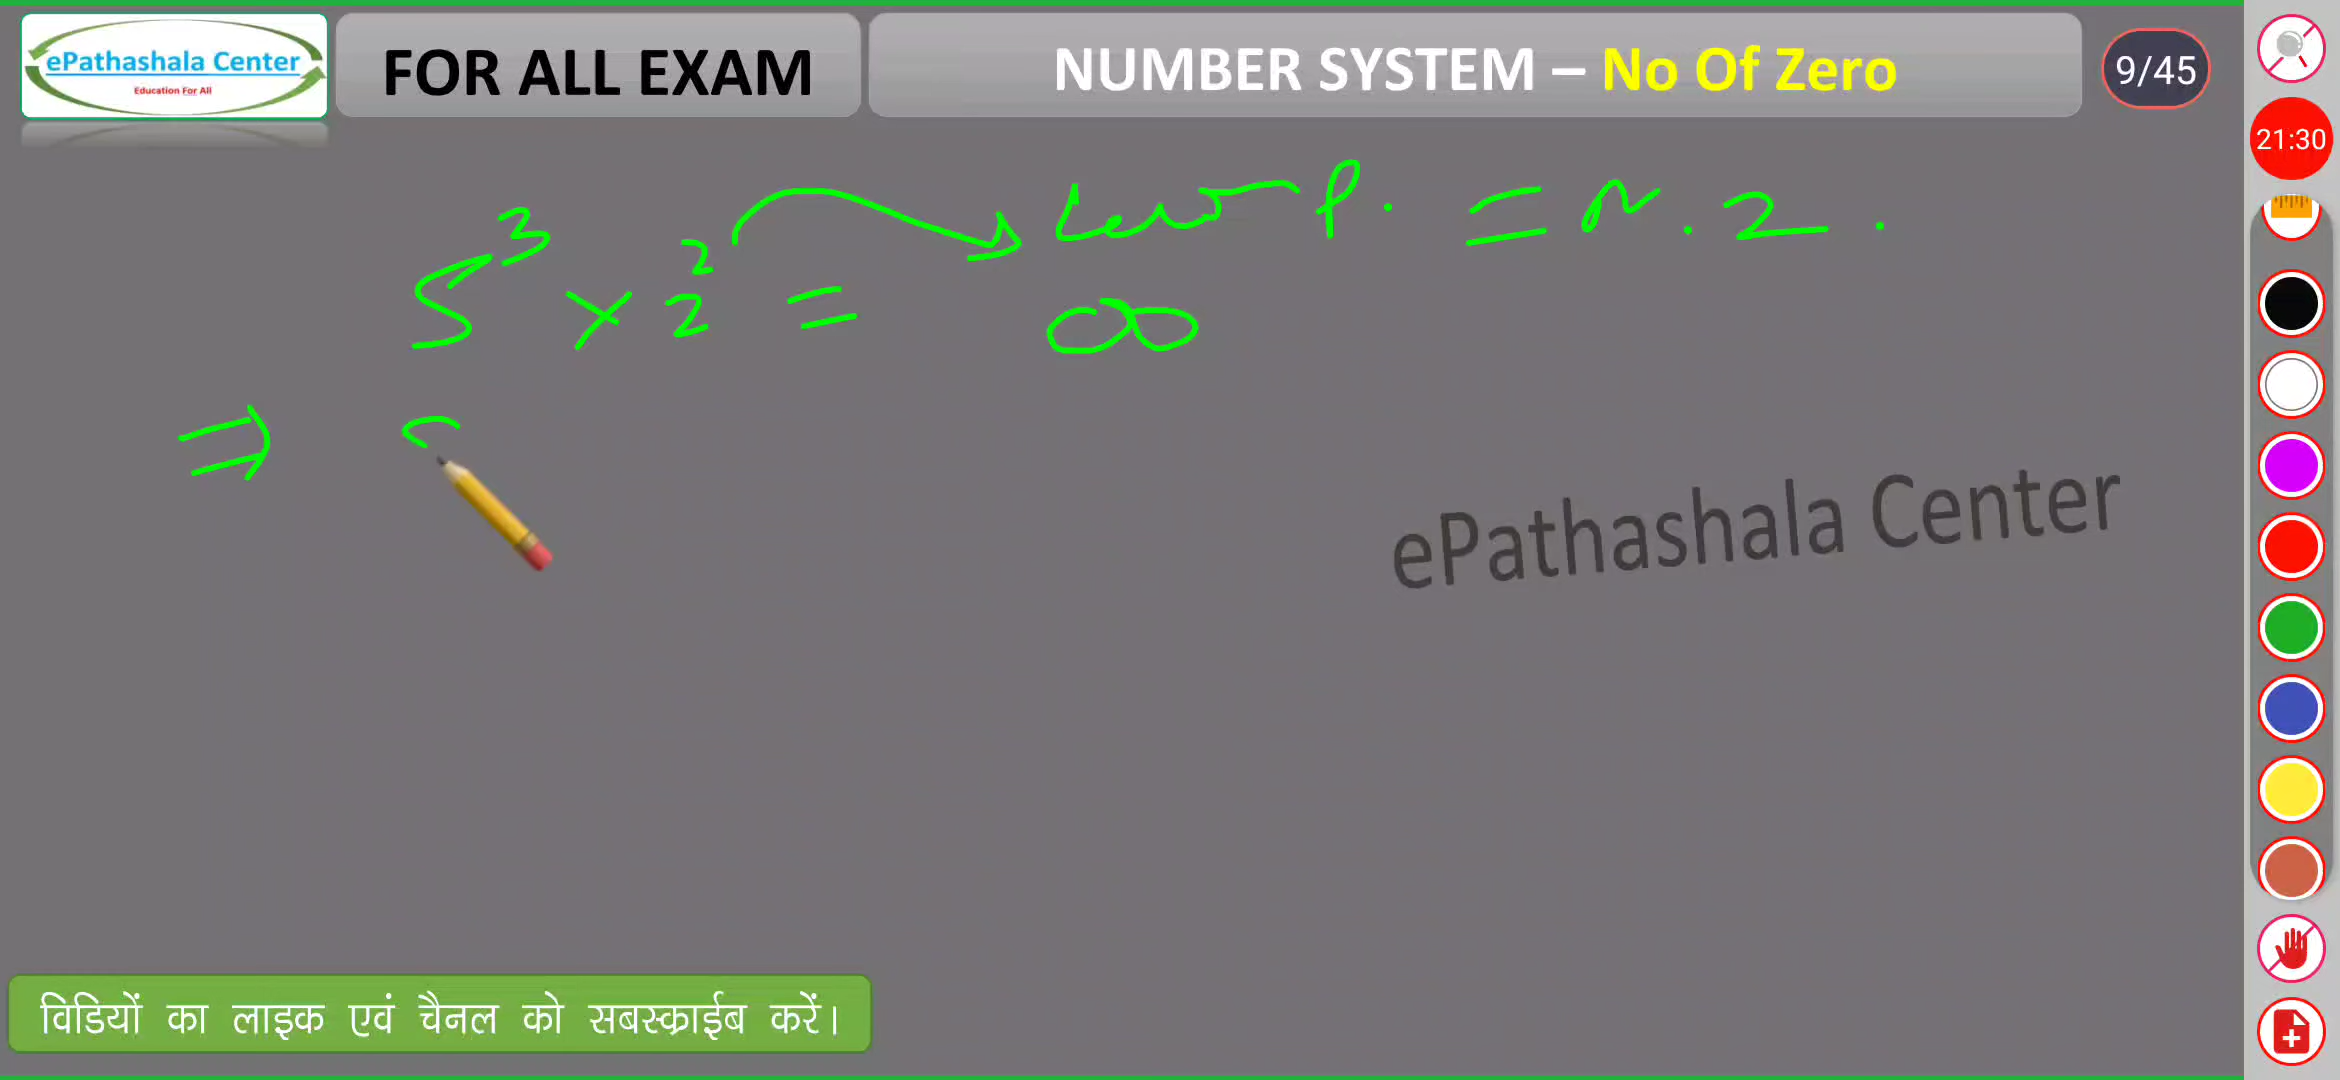 ePathashala Center
Education For All
FOR ALL EXAM
NUMBER SYSTEM – No Of Zero
9/45
21:30
5³ × 2² = 00
P. = N. Z.
⇒
ePathashala Center
विडियों का लाइक एवं चैनल को सबस्क्राईब करें।